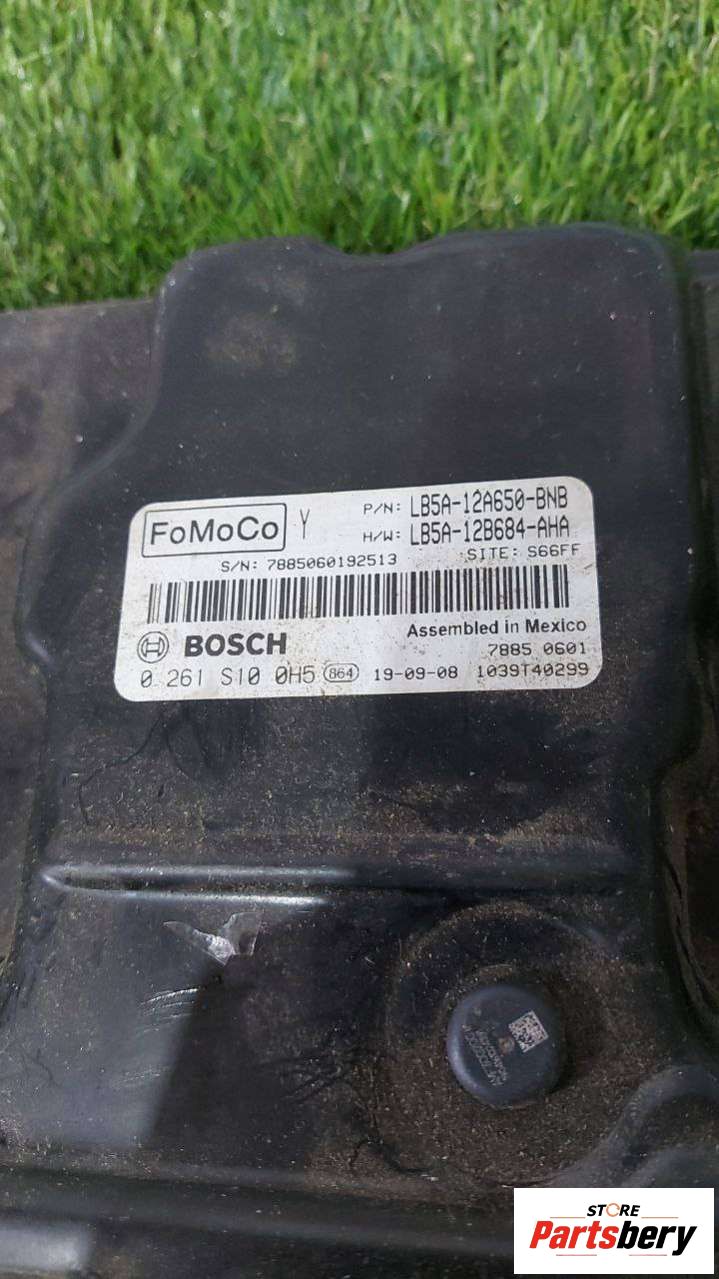 FoMoCo Y P/N: LB5A-12A650-BNB
H/W: LB5A-12B684-AHA
S/N: 7885060192513 SITE: S66FF
Assembled in Mexico
BOSCH 7885 0601
0 261 S10 0H5 864 19-09-08 1039T40299
STORE
Partsbery